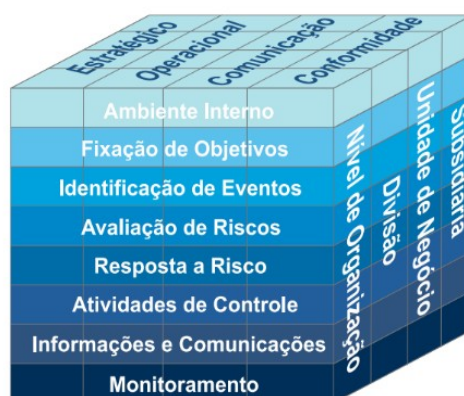 Estratégico
Operacional
Comunicação
Conformidade
Ambiente Interno
Fixação de Objetivos
Identificação de Eventos
Avaliação de Riscos
Resposta a Risco
Atividades de Controle
Informações e Comunicações
Monitoramento
Nível de Organização
Divisão
Unidade de Negócio
Subsidiária